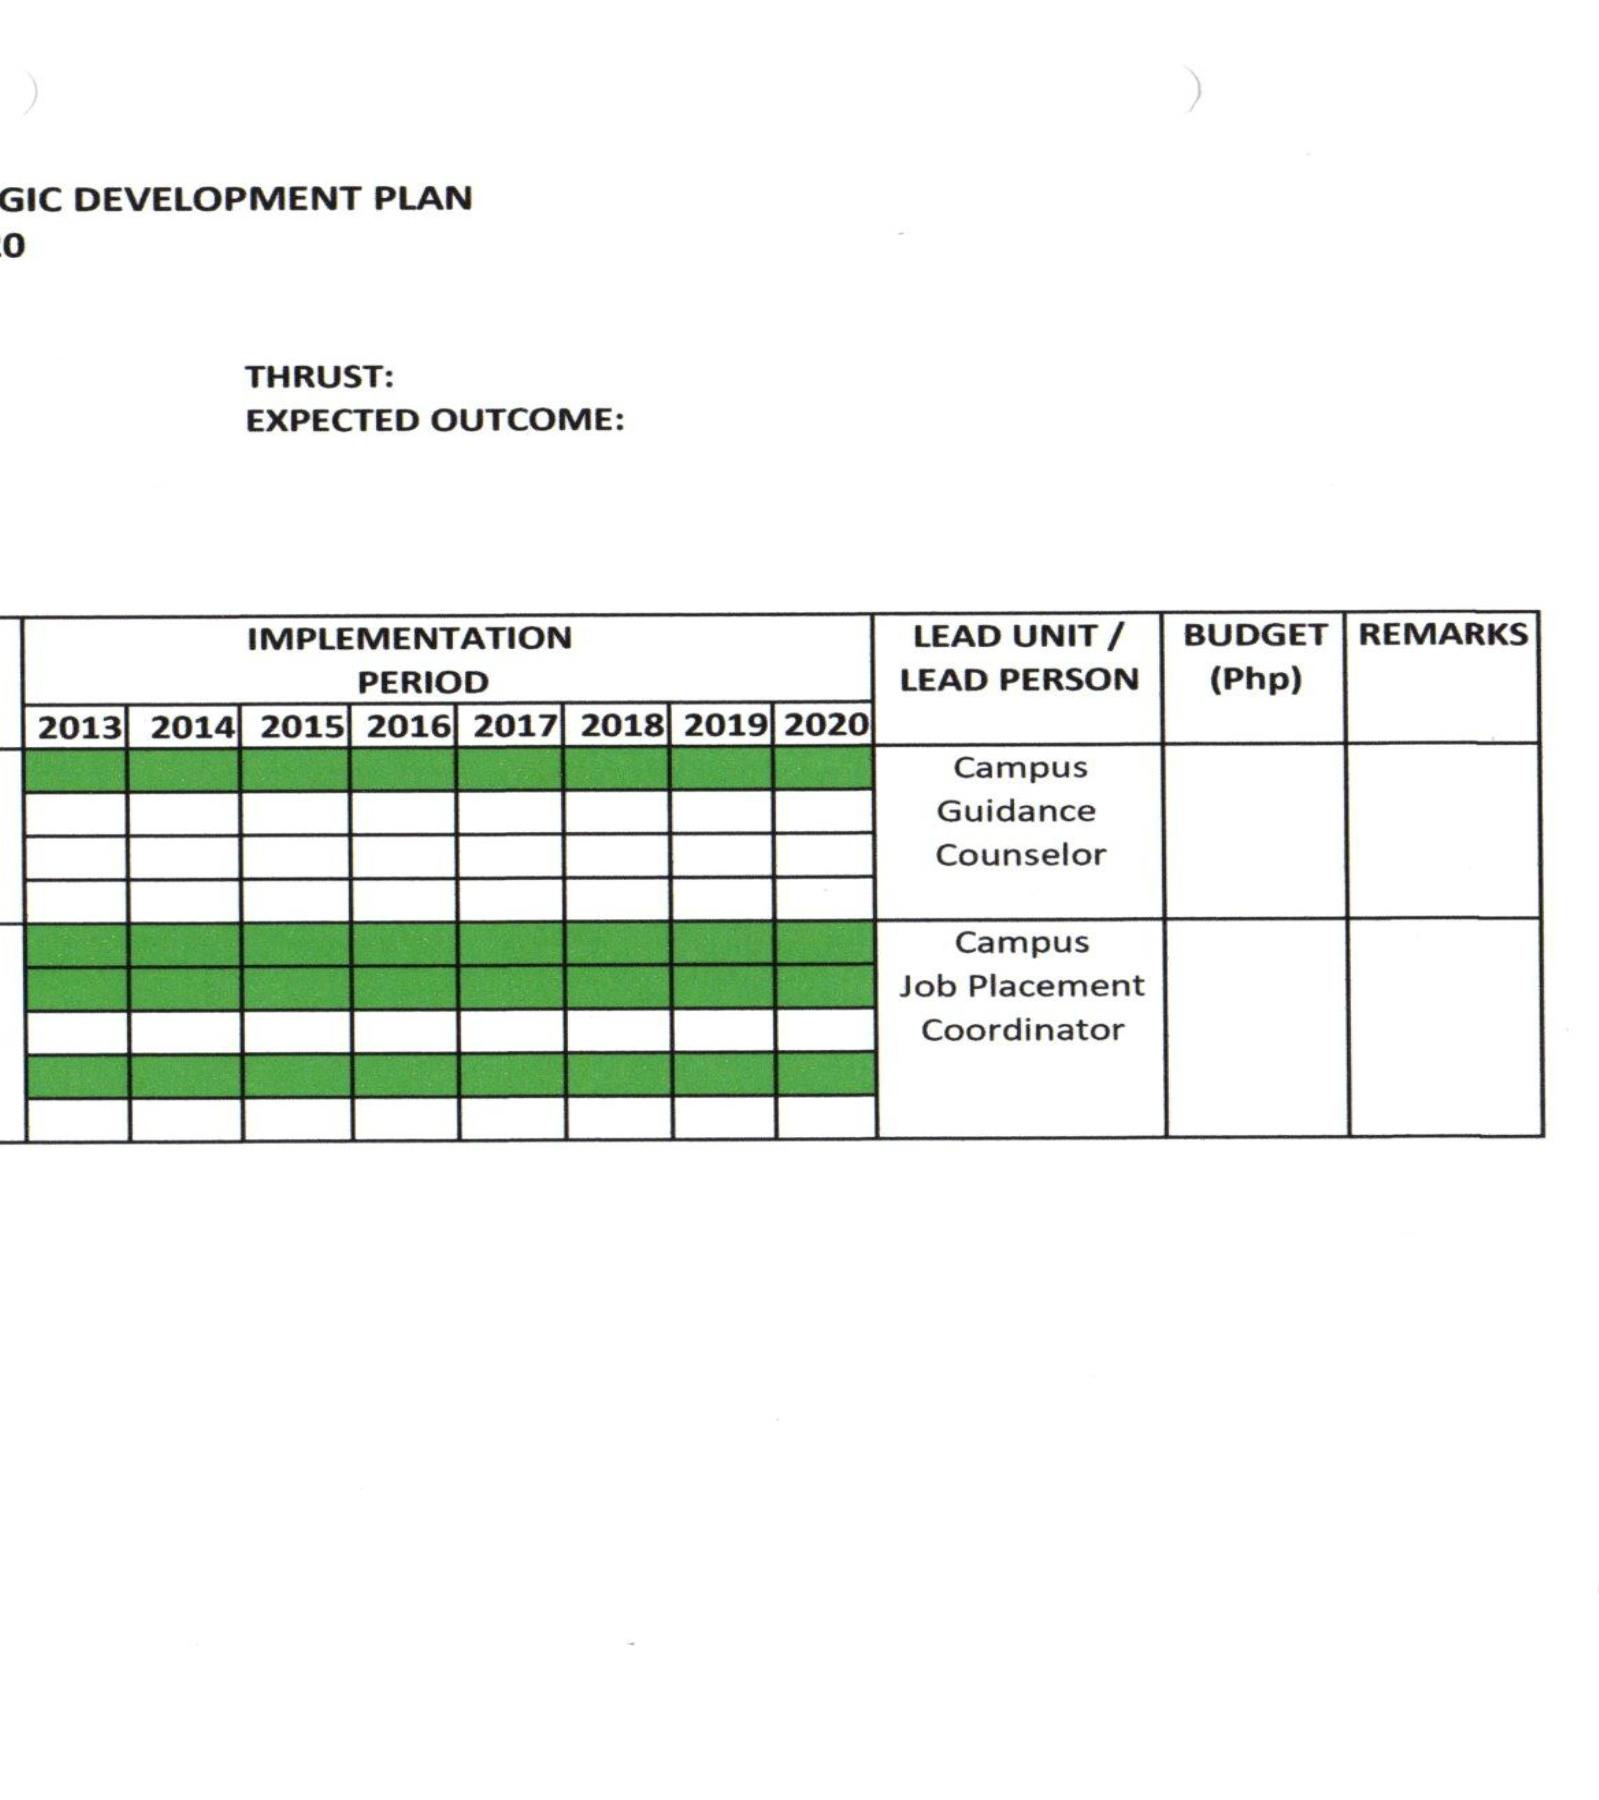 GIC DEVELOPMENT PLAN
0
THRUST:
EXPECTED OUTCOME:
IMPLEMENTATION
PERIOD
LEAD UNIT /
LEAD PERSON
BUDGET
(Php)
REMARKS
2013 2014 2015 2016 2017 2018 2019 2020
Campus
Guidance
Counselor
Campus
Job Placement
Coordinator